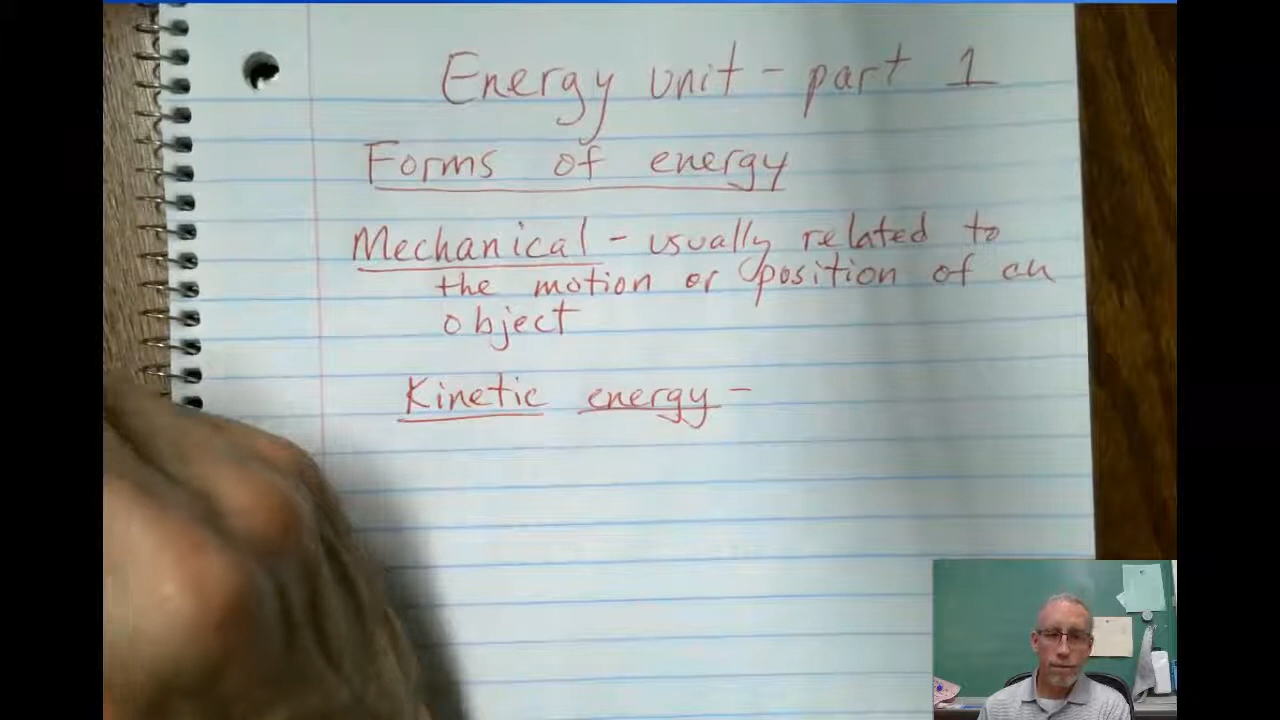 Energy unit - part 1
Forms of energy
Mechanical - usually related to
the motion or position of an
object
Kinetic energy -